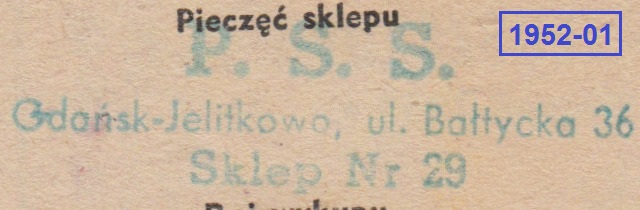 Pieczęć sklepu
1952-01
P. S. S.
Gdańsk-Jelitkowo, ul. Bałtycka 36
Sklep Nr 29